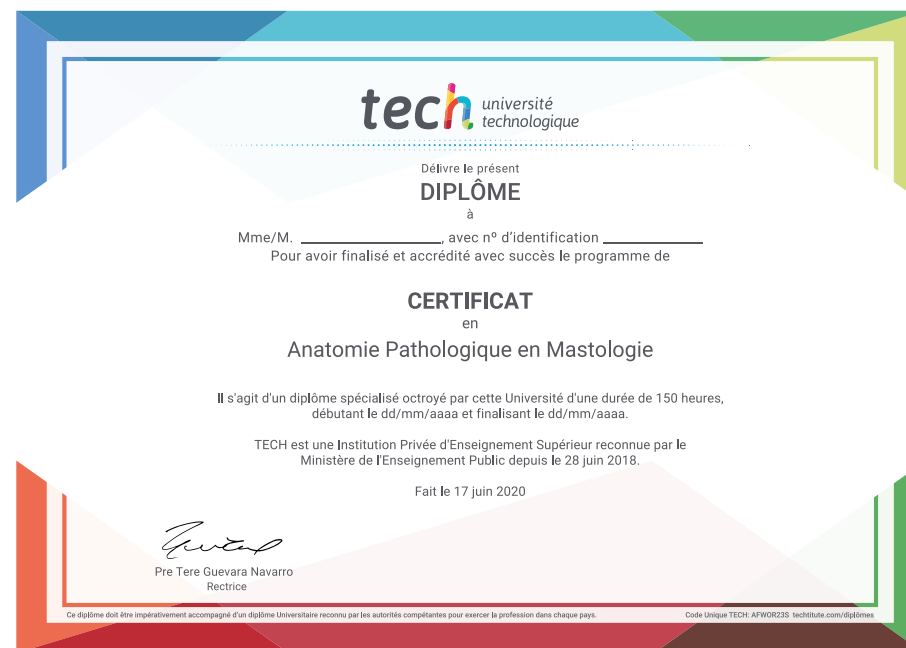 tech université
technologique
Délivre le présent
DIPLÔME
à
Mme/M. ____________________, avec nº d'identification ______________
Pour avoir finalisé et accrédité avec succès le programme de
CERTIFICAT
en
Anatomie Pathologique en Mastologie
Il s'agit d'un diplôme spécialisé octroyé par cette Université d'une durée de 150 heures,
débutant le dd/mm/aaaa et finalisant le dd/mm/aaaa.
TECH est une Institution Privée d'Enseignement Supérieur reconnue par le
Ministère de l'Enseignement Public depuis le 28 juin 2018.
Fait le 17 juin 2020
Pre Tere Guevara Navarro
Rectrice
Ce diplôme doit être impérativement accompagné d'un diplôme Universitaire reconnu par les autorités compétentes pour exercer la profession dans chaque pays.
Code Unique TECH: AFWOR23S techtitute.com/diplômes